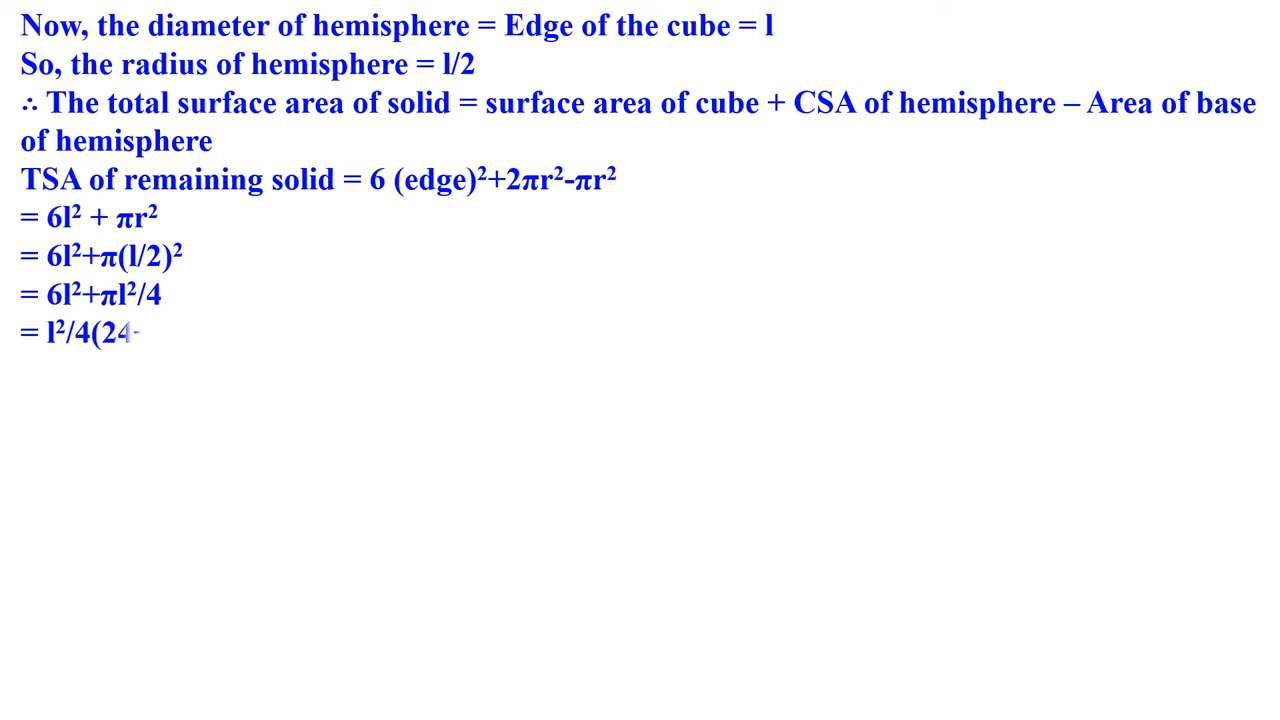 Now, the diameter of hemisphere = Edge of the cube = l
So, the radius of hemisphere = l/2
∴ The total surface area of solid = surface area of cube + CSA of hemisphere – Area of base
of hemisphere
TSA of remaining solid = 6 (edge)²+2πr²-πr²
= 6l² + πr²
= 6l²+π(l/2)²
= 6l²+πl²/4
= l²/4(24